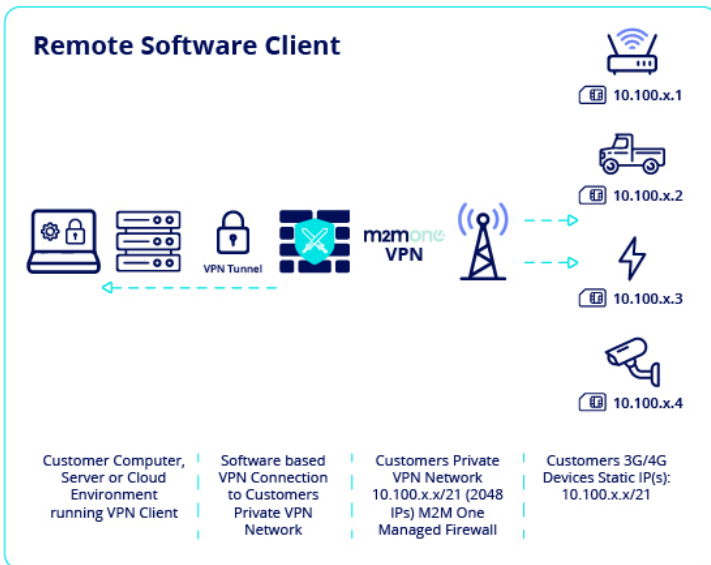 Remote Software Client
10.100.x.1
10.100.x.2
VPN Tunnel
m2mone
VPN
10.100.x.3
10.100.x.4
Customer Computer,
Server or Cloud
Environment
running VPN Client
Software based
VPN Connection
to Customers
Private VPN
Network
Customers Private
VPN Network
10.100.x.x/21 (2048
IPs) M2M One
Managed Firewall
Customers 3G/4G
Devices Static IP(s):
10.100.x.x/21